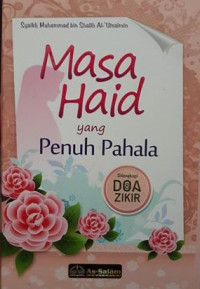 Syaikh Muhammad bin Shalih Al-'Utsaimin
Masa
Haid
yang
Penuh Pahala
Dilengkapi
DOA
ZIKIR
As-Salam